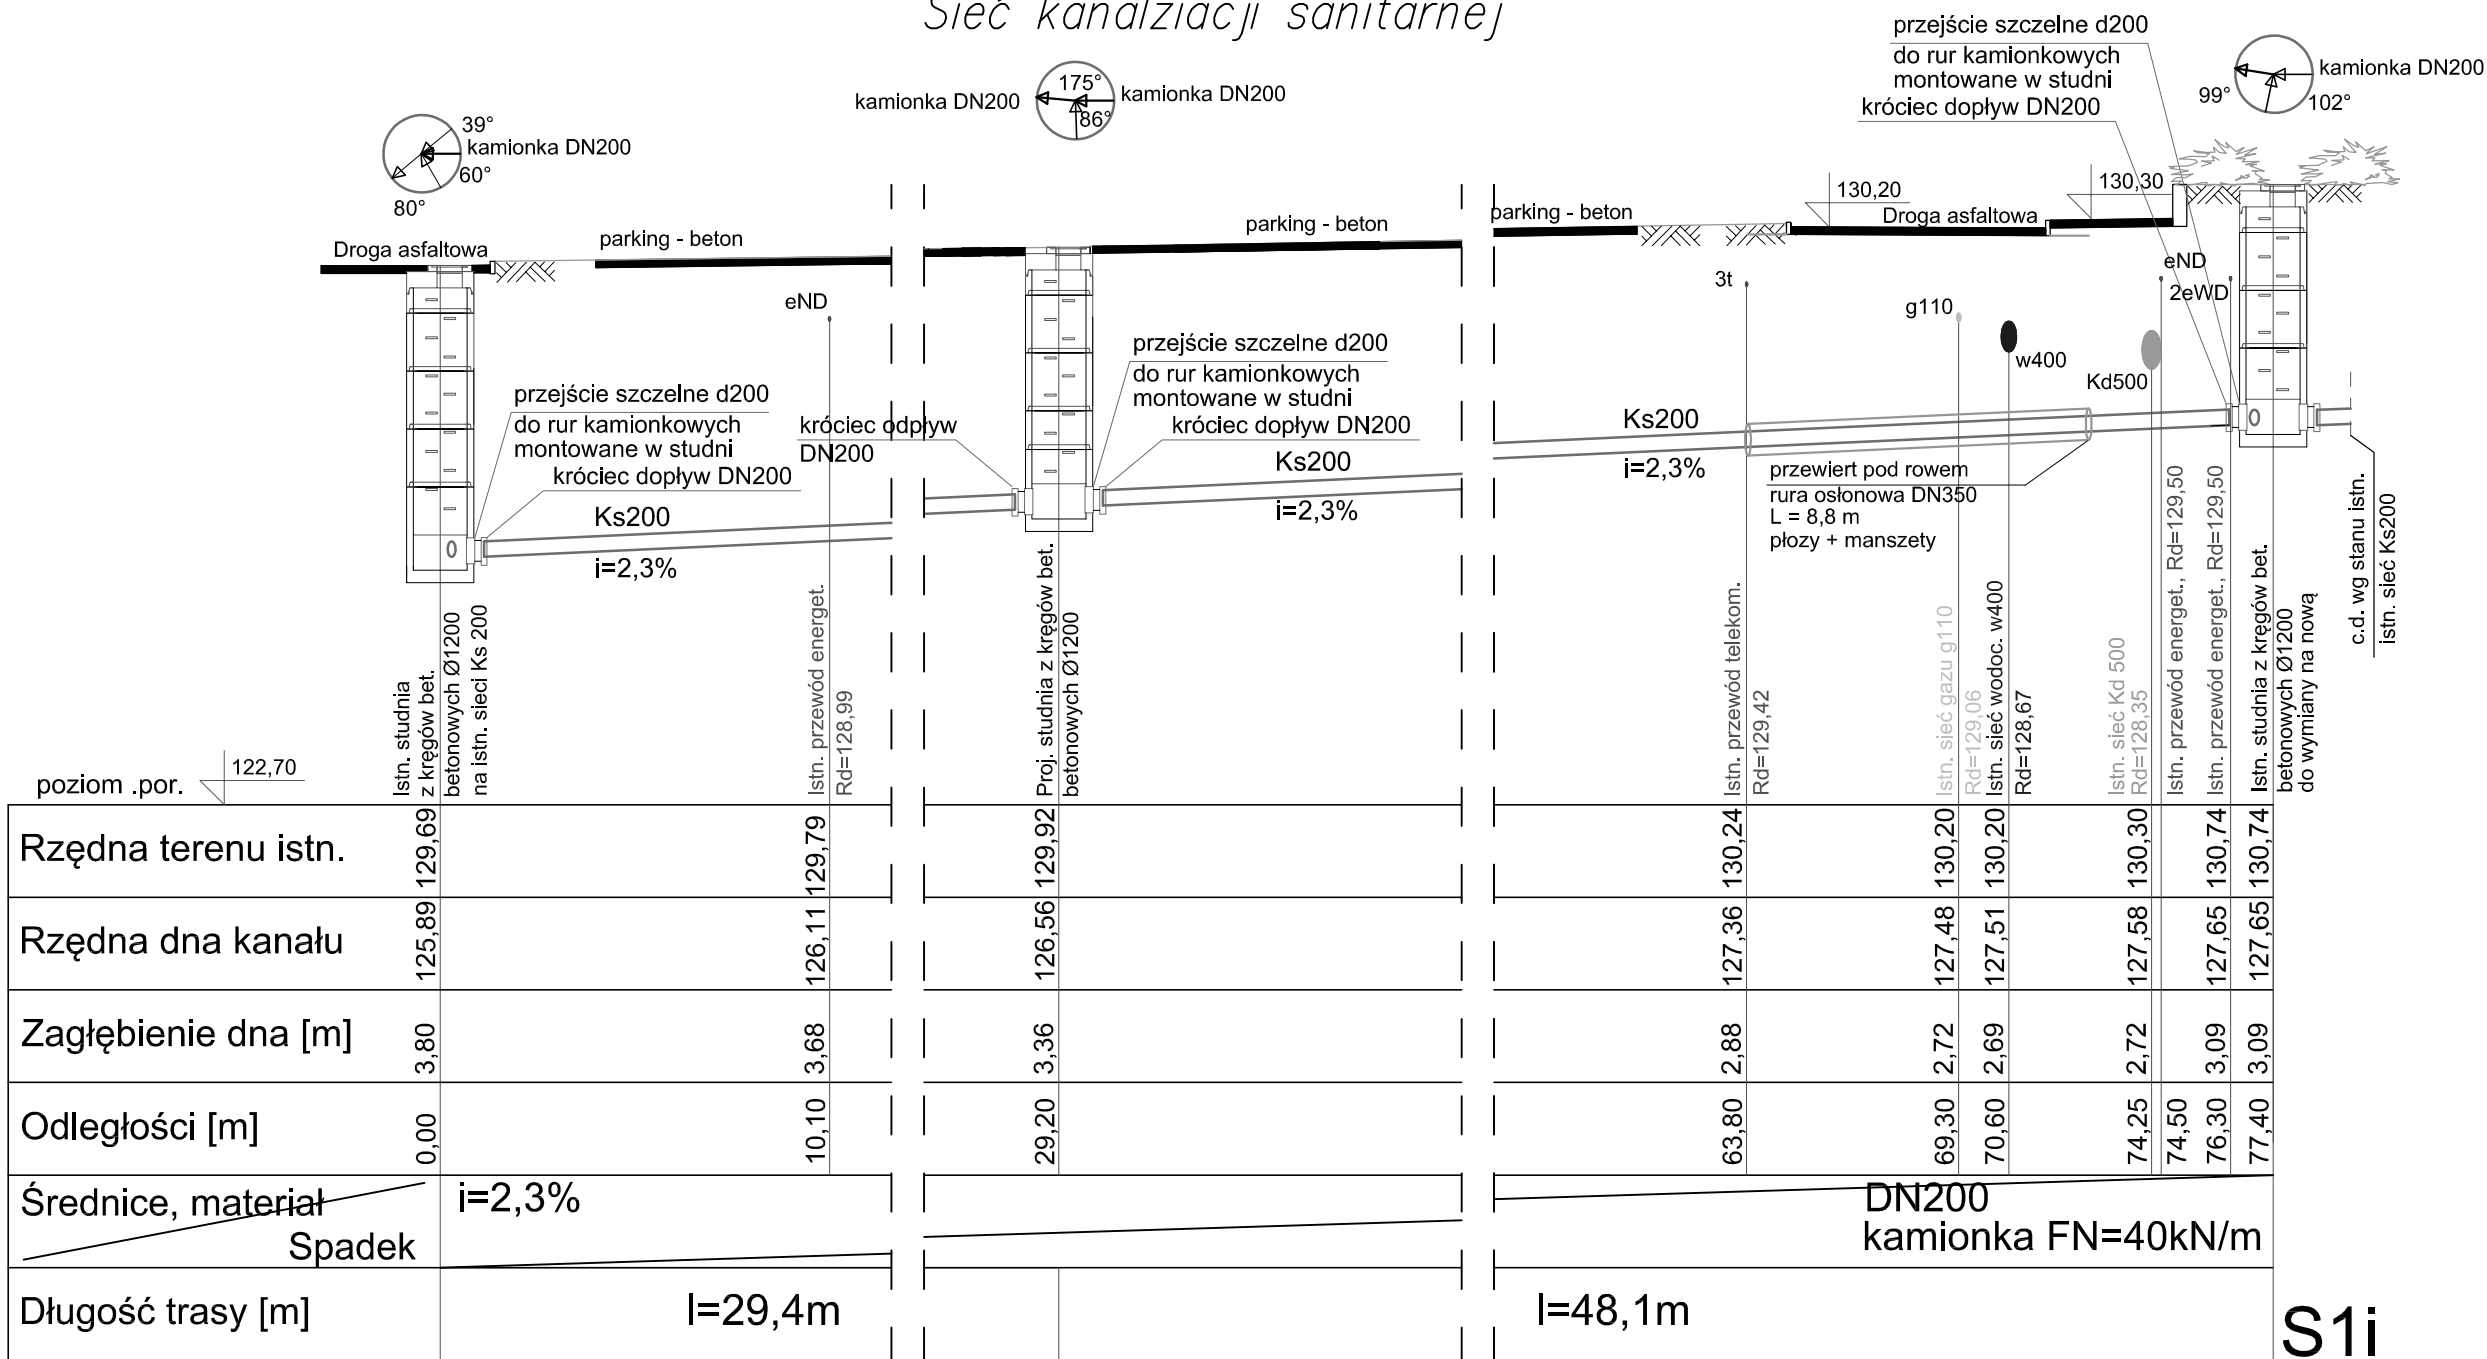 Sieć kanalziacji sanitarnej
39°
kamionka DN200
60°
80°
kamionka DN200
175°
86°
kamionka DN200
przejście szczelne d200
do rur kamionkowych
montowane w studni
króciec dopływ DN200
kamionka DN200
99°
102°
Droga asfaltowa
parking - beton
parking - beton
parking - beton
130,20
Droga asfaltowa
130,30
eND
3t
g110
w400
Kd500
eND
2eWD
przejście szczelne d200
do rur kamionkowych
montowane w studni
króciec dopływ DN200
króciec odpływ
DN200
przejście szczelne d200
do rur kamionkowych
montowane w studni
króciec dopływ DN200
Ks200
i=2,3%
Ks200
i=2,3%
Ks200
i=2,3%
przewiert pod rowem
rura osłonowa DN350
L = 8,8 m
płozy + manszety
Istn. studnia
z kręgów bet.
betonowych Ø1200
na istn. sieci Ks 200
Istn. przewód energet.
Rd=128,99
Proj. studnia z kręgów bet.
betonowych Ø1200
Istn. przewód telekom.
Rd=129,42
Istn. sieć gazu g110
Rd=129,06
Istn. sieć wodoc. w400
Rd=128,67
Istn. sieć Kd 500
Rd=128,35
Istn. przewód energet., Rd=129,50
Istn. przewód energet., Rd=129,50
Istn. studnia z kręgów bet.
betonowych Ø1200
do wymiany na nową
c.d. wg stanu istn.
istn. sieć Ks200
poziom .por. 122,70
Rzędna terenu istn. 129,69 129,79 129,92 130,24 130,20 130,20 130,30 130,74 130,74
Rzędna dna kanału 125,89 126,11 126,56 127,36 127,48 127,51 127,58 127,65 127,65
Zagłębienie dna [m] 3,80 3,68 3,36 2,88 2,72 2,69 2,72 3,09 3,09
Odległości [m] 0,00 10,10 29,20 63,80 69,30 70,60 74,25 74,50 76,30 77,40
Średnice, materiał
Spadek
i=2,3%
DN200
kamionka FN=40kN/m
Długość trasy [m] l=29,4m l=48,1m
S1i